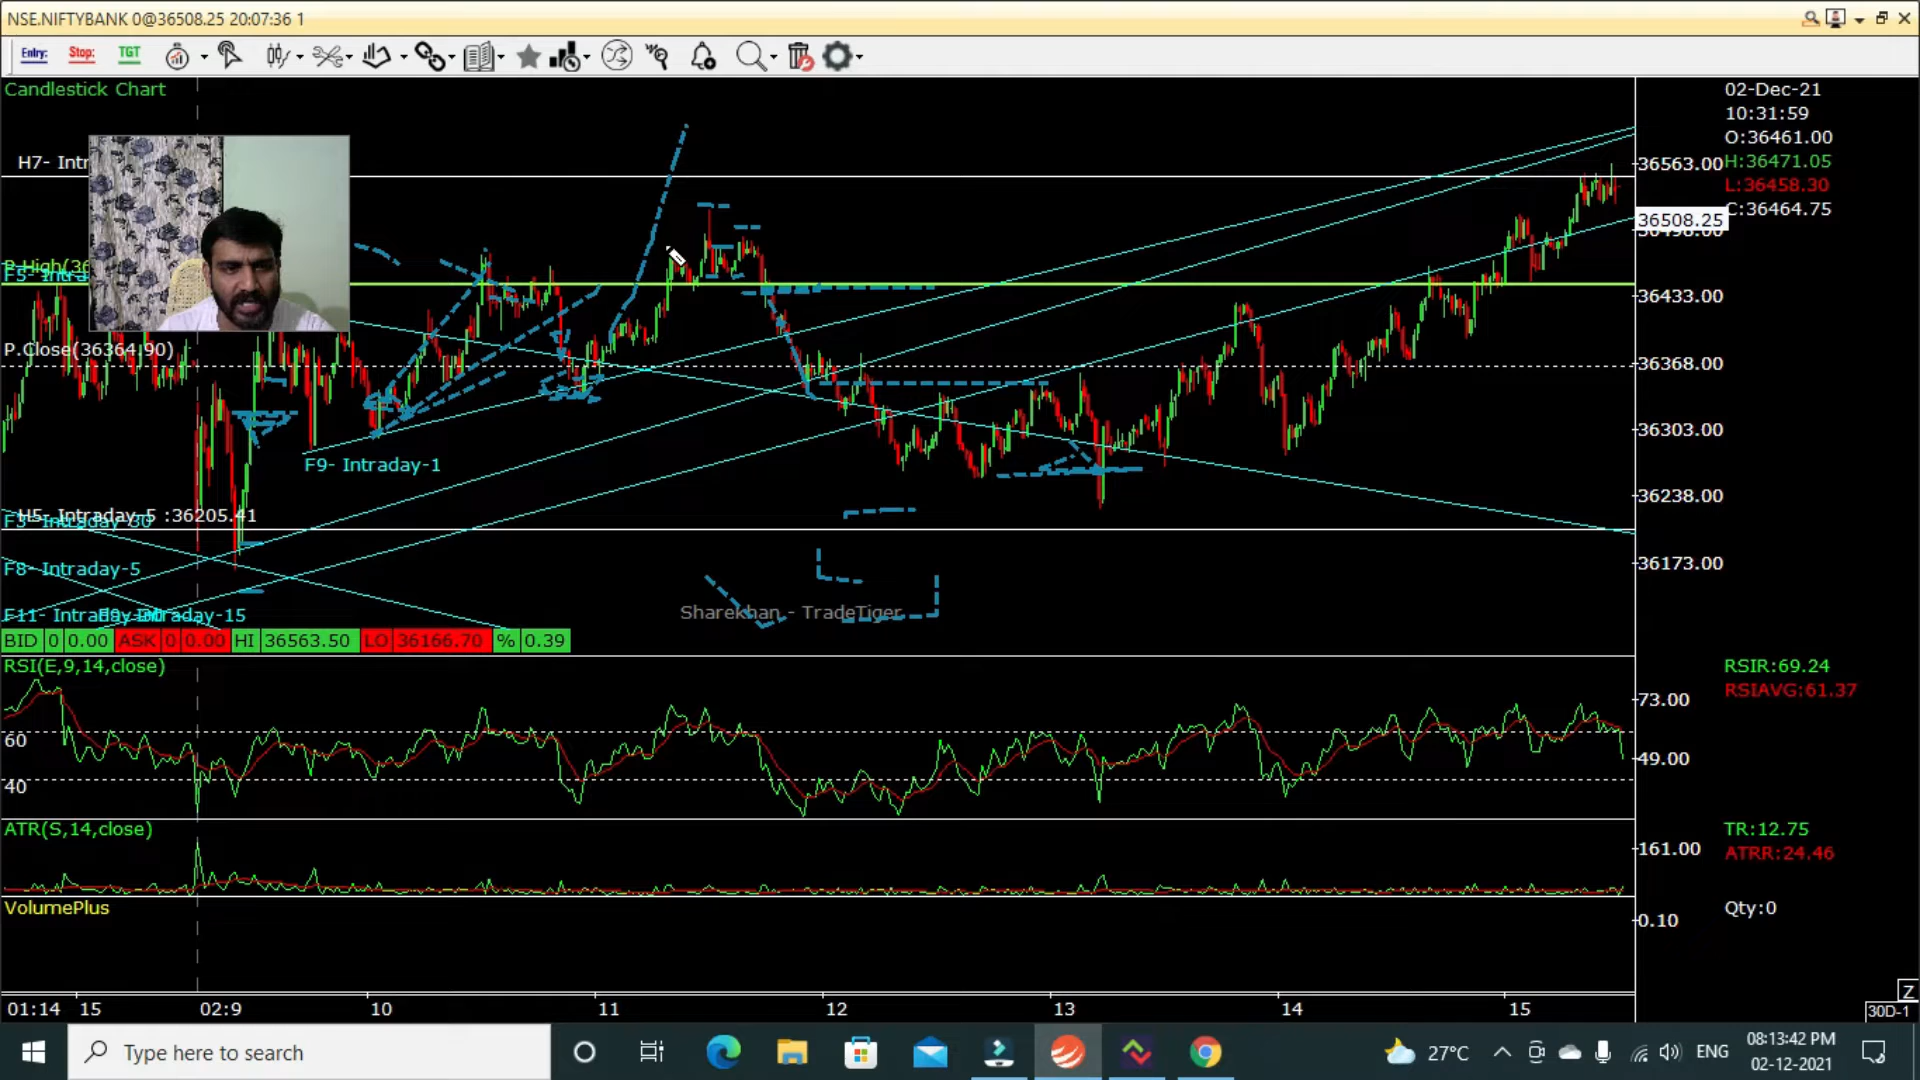 NSE.NIFTYBANK 0@36508.25 20:07:36 1
Entry: Stop: TGT
Candlestick Chart
02-Dec-21
10:31:59
O:36461.00
H:36471.05
L:36458.30
C:36464.75
H7- Intr
36563.00
36508.25
36433.00
36368.00
36303.00
36238.00
36173.00
P.High(36
F5- Intra
P.Close(36364.90)
F9- Intraday-1
H5- Intraday-5 :36205.41
F8- Intraday-5
F11- Intraday-30
Intraday-15
Sharekhan - TradeTiger
BID 0 0.00 ASK 0 0.00 HI 36563.50 LO 36166.70 % 0.39
RSI(E,9,14,close)
RSIR:69.24
RSIAVG:61.37
73.00
60
49.00
40
ATR(S,14,close)
TR:12.75
161.00
ATRR:24.46
VolumePlus
Qty:0
0.10
Z
01:14 15 02:9 10 11 12 13 14 15
30D-1
Type here to search
27°C
ENG
08:13:42 PM
02-12-2021